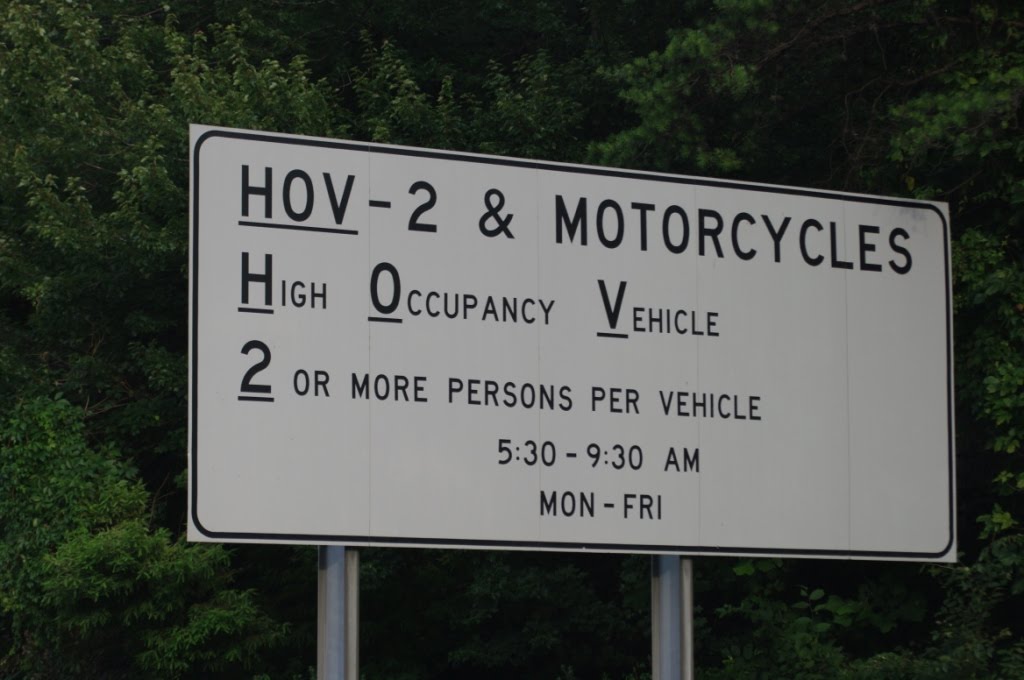 HOV-2 & MOTORCYCLES
HIGH OCCUPANCY VEHICLE
2 OR MORE PERSONS PER VEHICLE
5:30 - 9:30 AM
MON - FRI